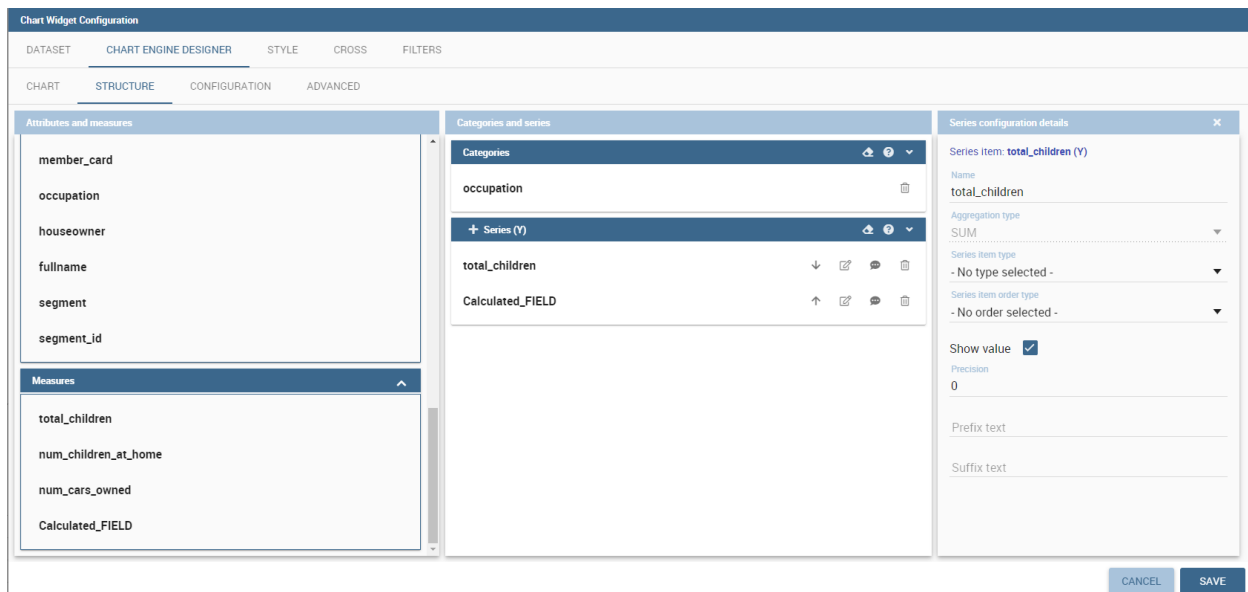 Chart Widget Configuration
DATASET CHART ENGINE DESIGNER STYLE CROSS FILTERS
CHART STRUCTURE CONFIGURATION ADVANCED
Attributes and measures
member_card
occupation
houseowner
fullname
segment
segment_id
Measures
total_children
num_children_at_home
num_cars_owned
Calculated_FIELD
Categories and series
Categories
occupation
+ Series (Y)
total_children
Calculated_FIELD
Series configuration details
Series item: total_children (Y)
Name
total_children
Aggregation type
SUM
Series item type
- No type selected -
Series item order type
- No order selected -
Show value
Precision
0
Prefix text
Suffix text
CANCEL SAVE